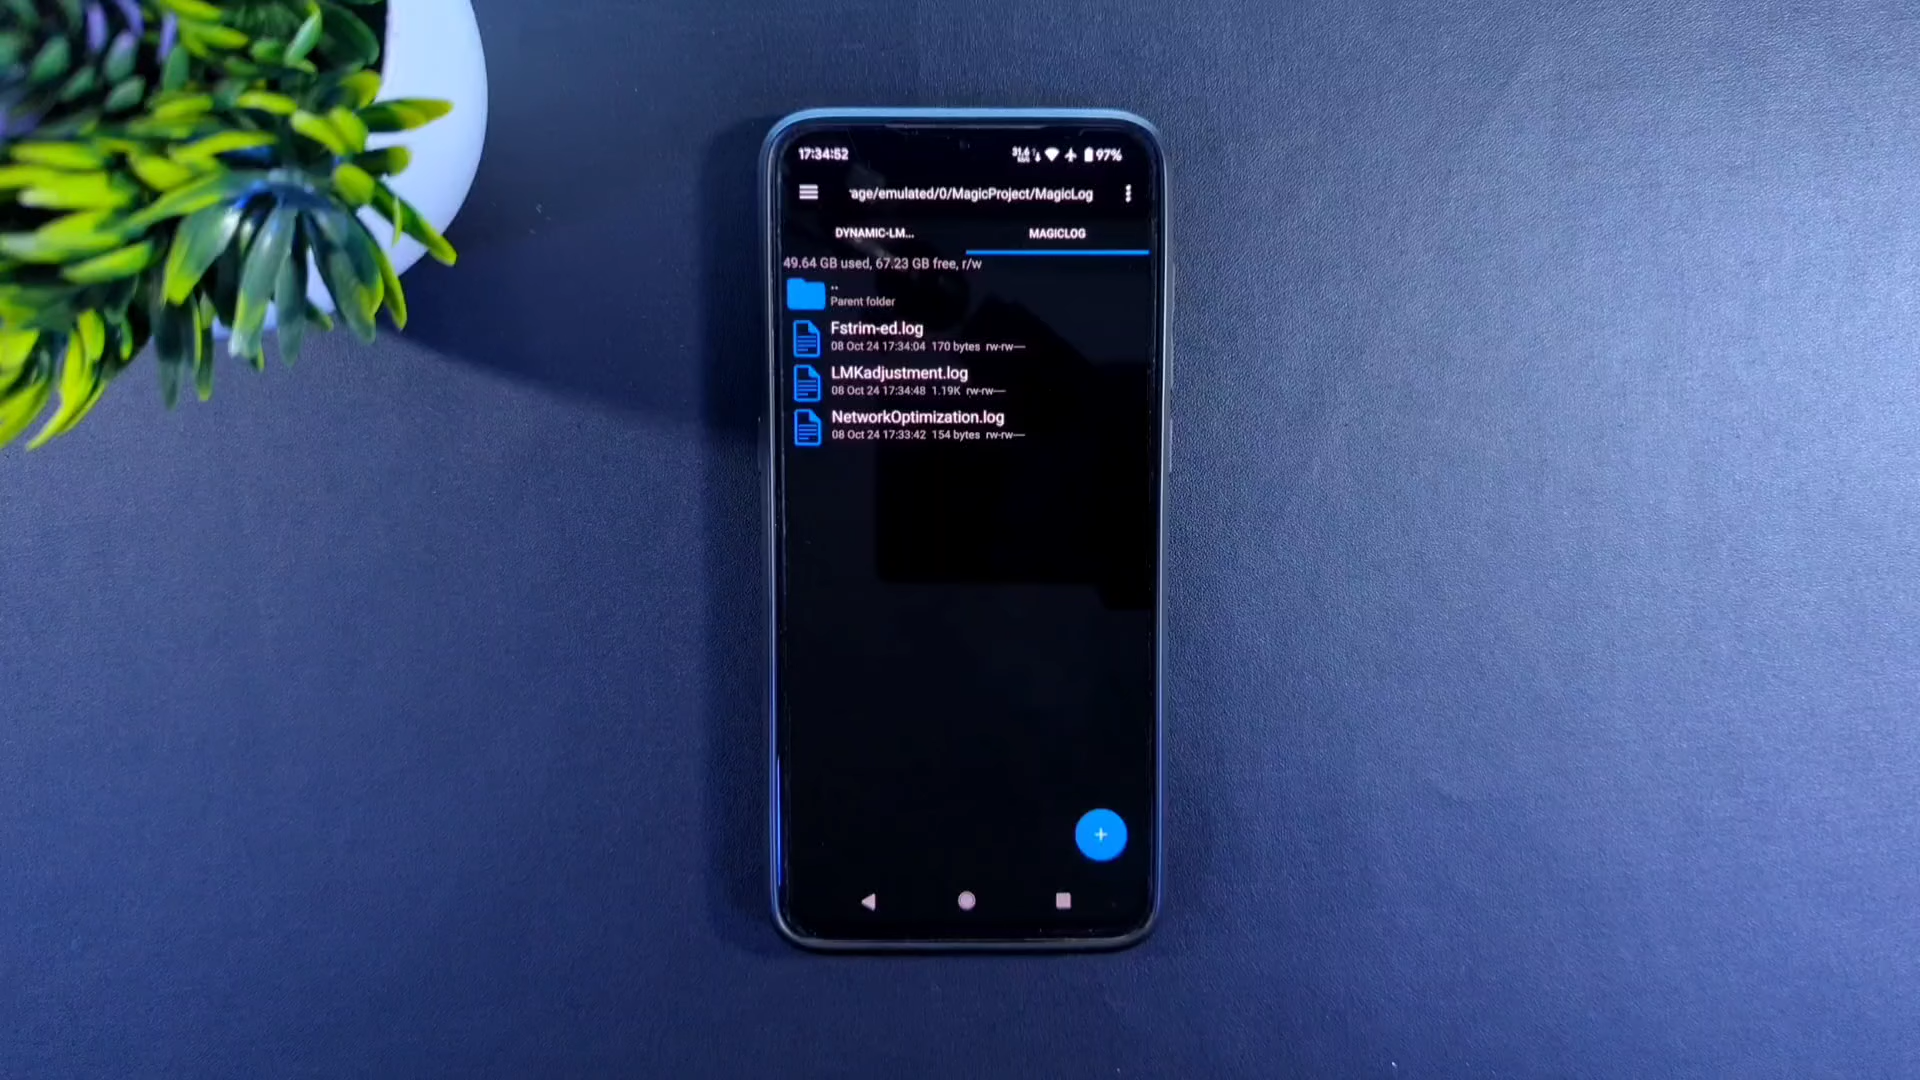 17:34:52 31.6 97%
age/emulated/0/MagicProject/MagicLog
DYNAMIC-LM... MAGICLOG
49.64 GB used, 67.23 GB free, r/w
..
Parent folder
Fstrim-ed.log
08 Oct 24 17:34:04 170 bytes rw-rw---
LMKadjustment.log
08 Oct 24 17:34:48 1.19K rw-rw---
NetworkOptimization.log
08 Oct 24 17:33:42 154 bytes rw-rw---